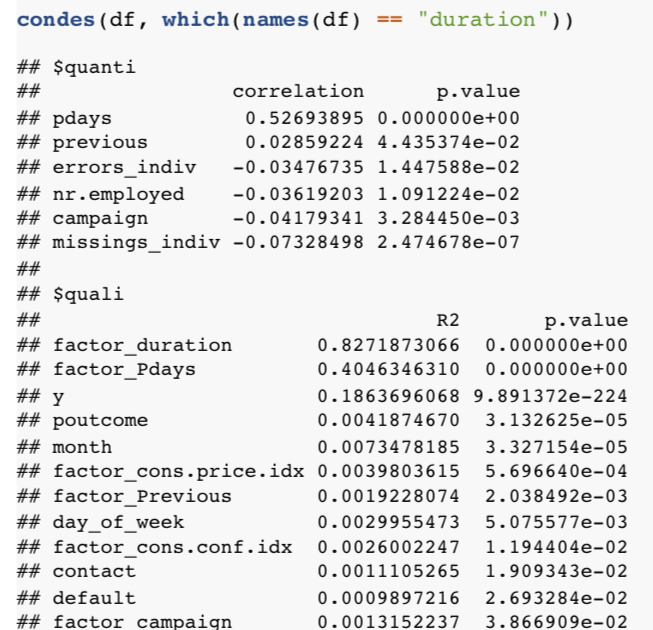 condes(df, which(names(df) == "duration"))
## $quanti
##                correlation      p.value
## pdays           0.52693895 0.000000e+00
## previous        0.02859224 4.435374e-02
## errors_indiv   -0.03476735 1.447588e-02
## nr.employed    -0.03619203 1.091224e-02
## campaign       -0.04179341 3.284450e-03
## missings_indiv -0.07328498 2.474678e-07
##
## $quali
##                                 R2       p.value
## factor_duration       0.8271873066  0.000000e+00
## factor_Pdays          0.4046346310  0.000000e+00
## y                     0.1863696068 9.891372e-224
## poutcome              0.0041874670  3.132625e-05
## month                 0.0073478185  3.327154e-05
## factor_cons.price.idx 0.0039803615  5.696640e-04
## factor_Previous       0.0019228074  2.038492e-03
## day_of_week           0.0029955473  5.075577e-03
## factor_cons.conf.idx  0.0026002247  1.194404e-02
## contact               0.0011105265  1.909343e-02
## default               0.0009897216  2.693284e-02
## factor_campaign       0.0013152237  3.866909e-02